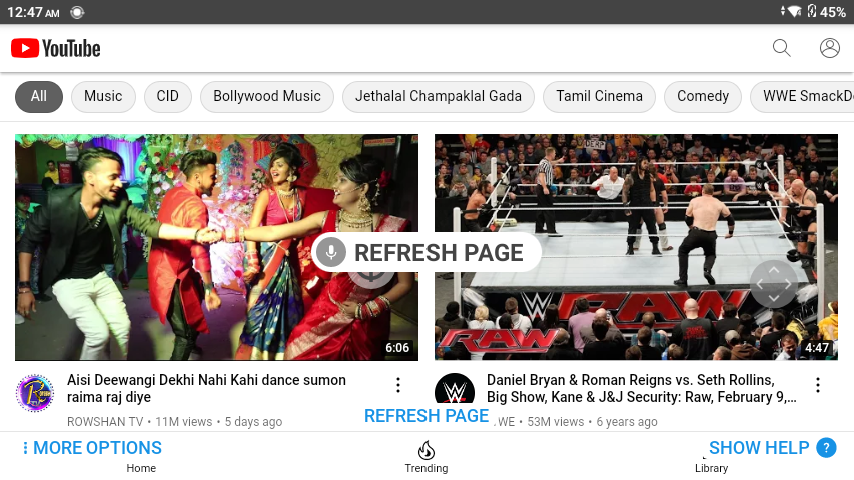 12:47 AM
45%
YouTube
All
Music
CID
Bollywood Music
Jethalal Champaklal Gada
Tamil Cinema
Comedy
WWE SmackD
REFRESH PAGE
6:06
RAW
RAW
4:47
Aisi Deewangi Dekhi Nahi Kahi dance sumon
raima raj diye
ROWSHAN TV • 11M views • 5 days ago
Daniel Bryan & Roman Reigns vs. Seth Rollins,
Big Show, Kane & J&J Security: Raw, February 9,...
WE • 53M views • 6 years ago
REFRESH PAGE
MORE OPTIONS
SHOW HELP ?
Home
Trending
Library